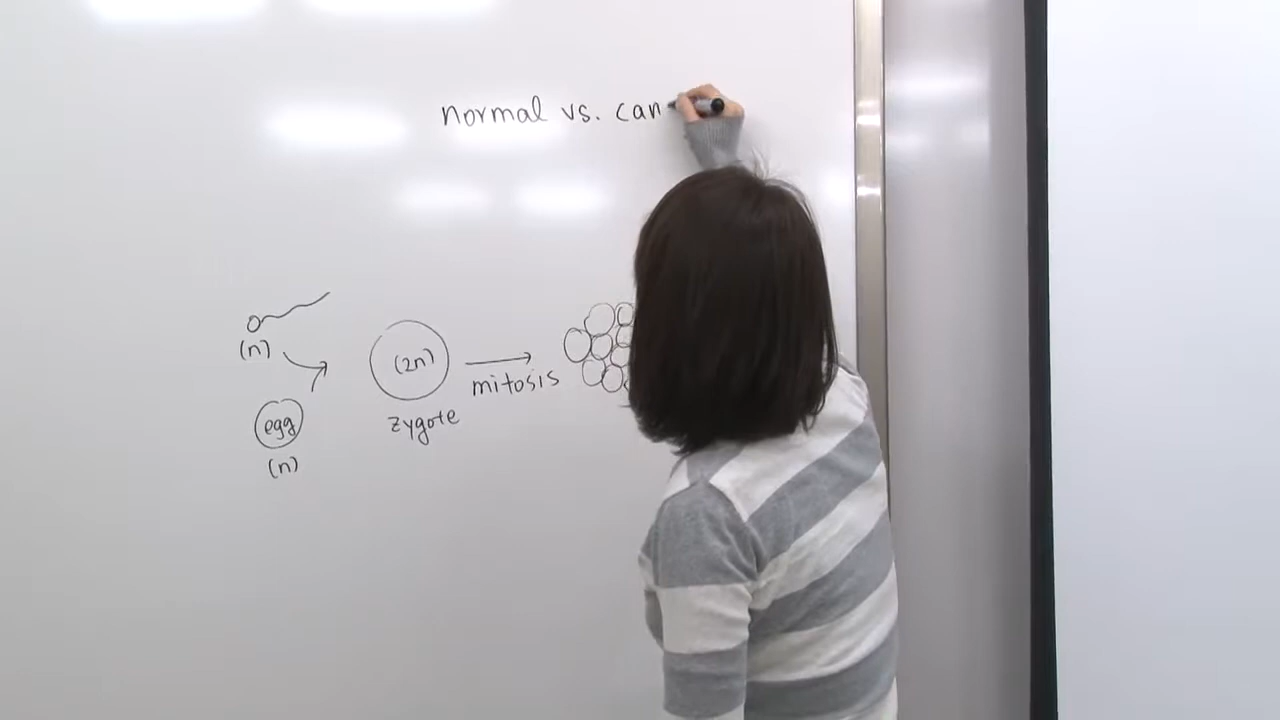 normal vs. can
(n)
(2n)
mitosis
zygote
egg
(n)